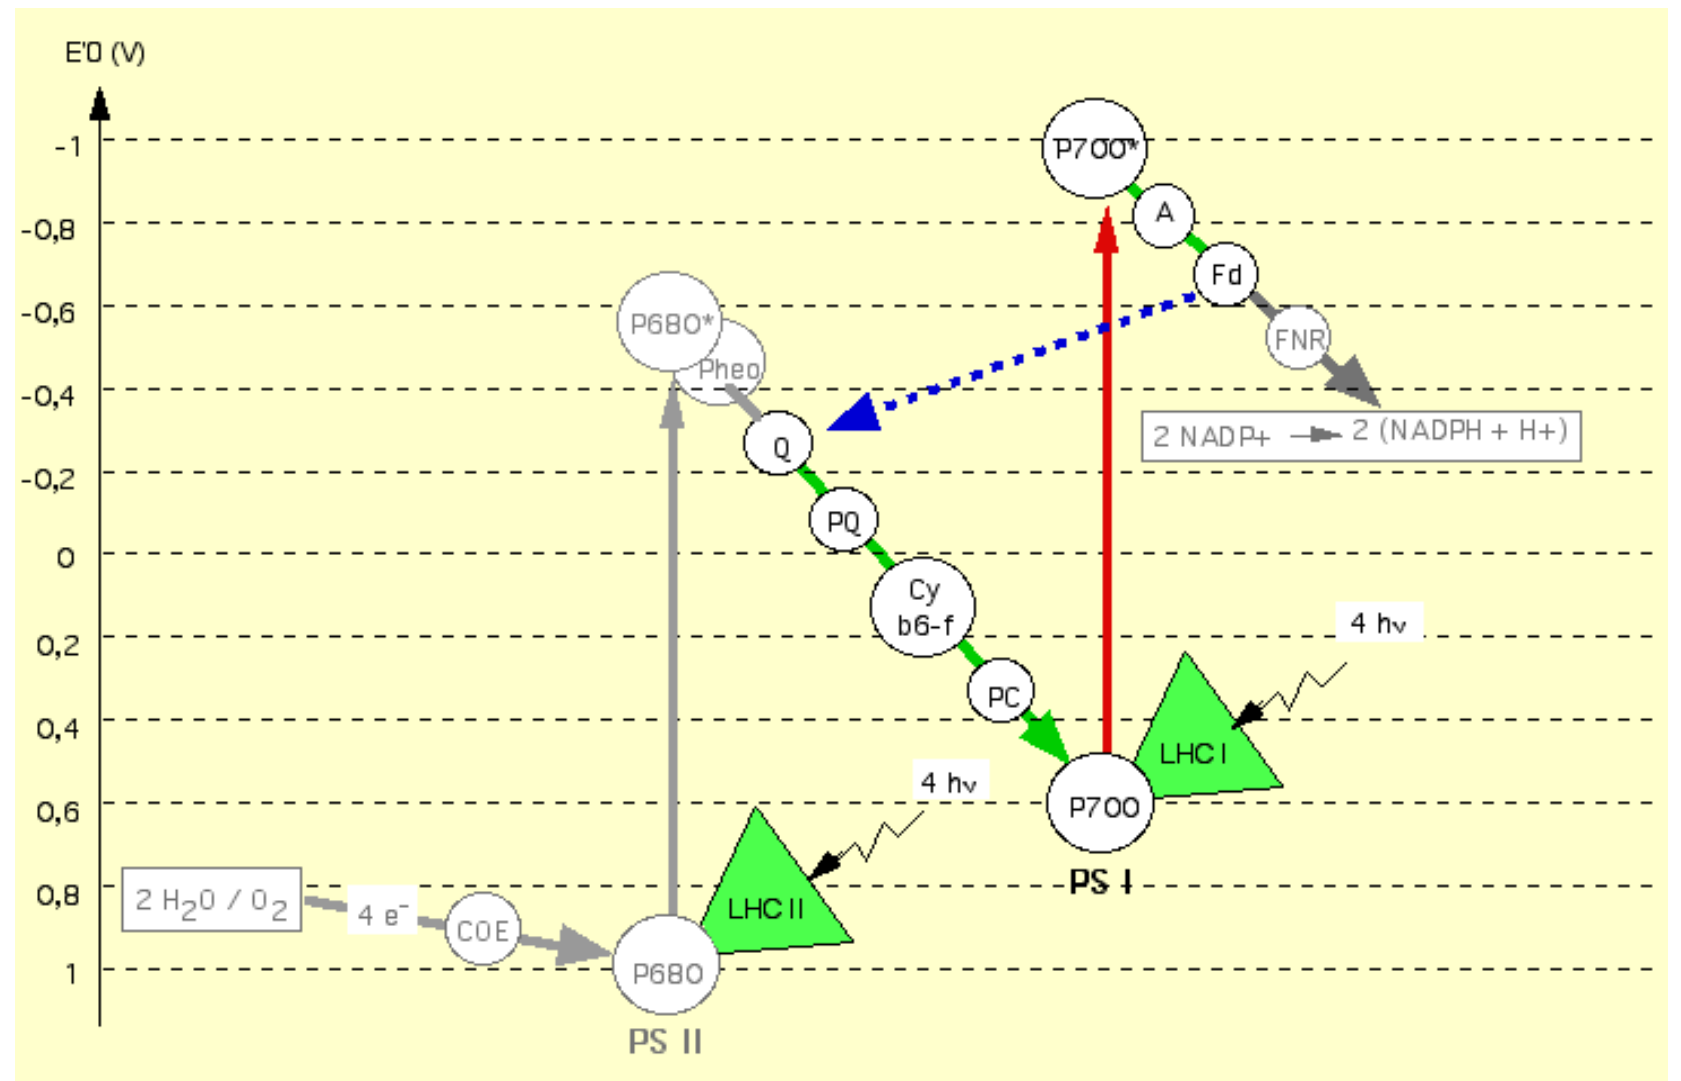 E'0 (V)
-1
-0,8
-0,6
-0,4
-0,2
0
0,2
0,4
0,6
0,8
1
P700*
A
Fd
FNR
2 NADP+ 2 (NADPH + H+)
P680*
Pheo
Q
PQ
Cy
b6-f
PC
4 hν
LHC I
P700
PS I
4 hν
LHC II
2 H₂O / O₂
4 e⁻
COE
P680
PS II